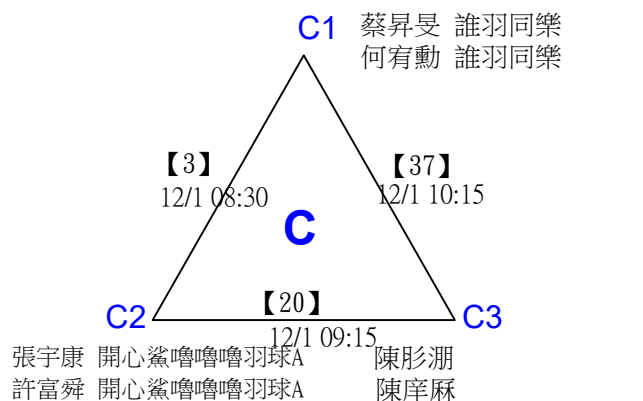 C1 蔡昇旻 誰羽同樂
何宥勳 誰羽同樂
【3】 【37】
12/1 08:30 12/1 10:15
C
C2 【20】 C3
12/1 09:15
張宇康 開心鯊嚕嚕嚕羽球A 陳肜淜
許富舜 開心鯊嚕嚕嚕羽球A 陳庠厤